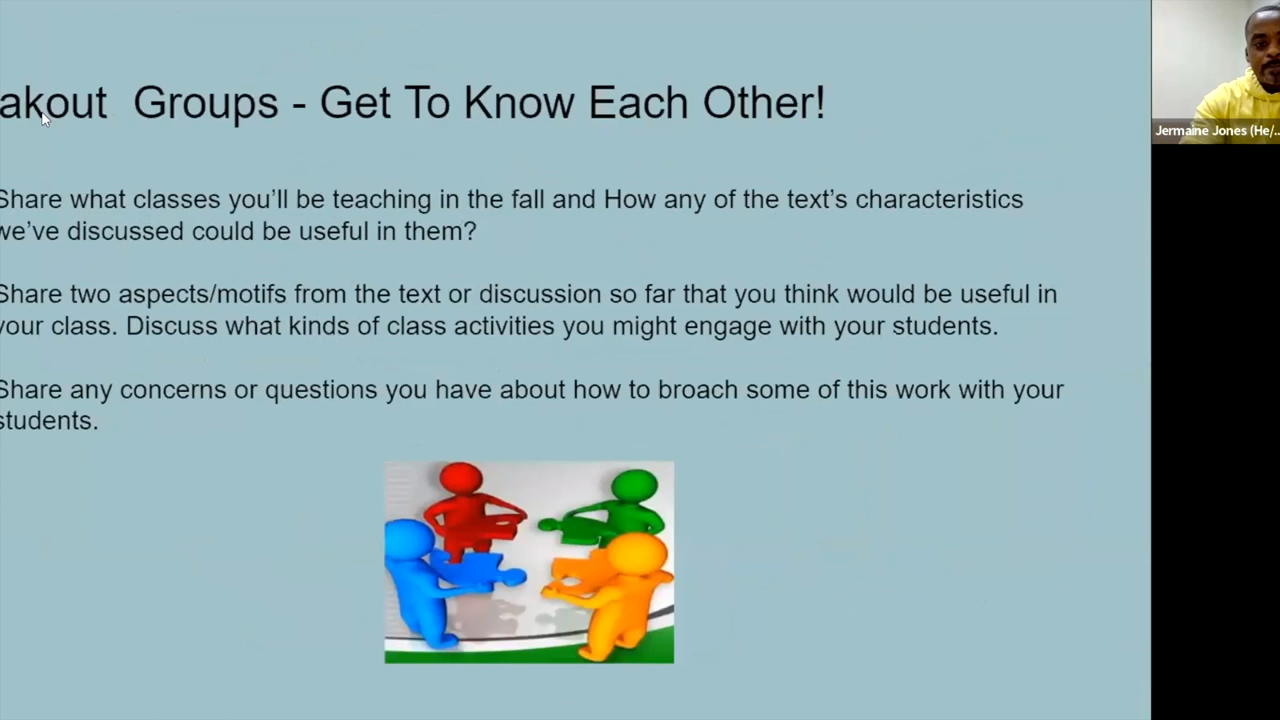 akout Groups - Get To Know Each Other!
Share what classes you'll be teaching in the fall and How any of the text's characteristics
we've discussed could be useful in them?
Share two aspects/motifs from the text or discussion so far that you think would be useful in
your class. Discuss what kinds of class activities you might engage with your students.
Share any concerns or questions you have about how to broach some of this work with your
students.
Jermaine Jones (He/...